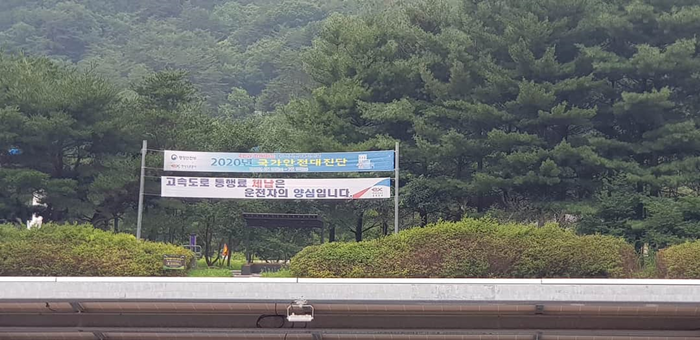 2020년 국가안전대진단
고속도로 통행료 체납은
운전자의 양심입니다.